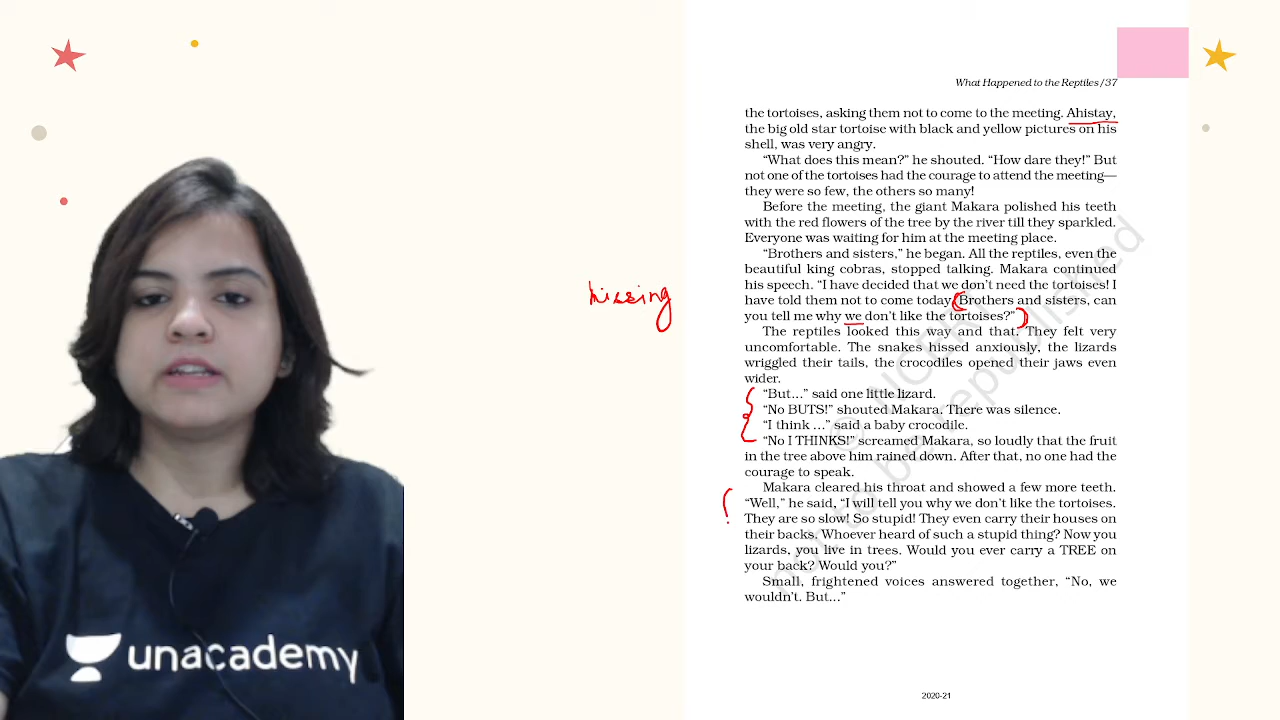 What Happened to the Reptiles/37
the tortoises, asking them not to come to the meeting. Ahistay,
the big old star tortoise with black and yellow pictures on his
shell, was very angry.
“What does this mean?” he shouted. “How dare they!” But
not one of the tortoises had the courage to attend the meeting—
they were so few, the others so many!
Before the meeting, the giant Makara polished his teeth
with the red flowers of the tree by the river till they sparkled.
Everyone was waiting for him at the meeting place.
“Brothers and sisters,” he began. All the reptiles, even the
beautiful king cobras, stopped talking. Makara continued
his speech. “I have decided that we don’t need the tortoises! I
have told them not to come today. Brothers and sisters, can
you tell me why we don’t like the tortoises?”
The reptiles looked this way and that. They felt very
uncomfortable. The snakes hissed anxiously, the lizards
wriggled their tails, the crocodiles opened their jaws even
wider.
“But...” said one little lizard.
“No BUTS!” shouted Makara. There was silence.
“I think ...” said a baby crocodile.
“No I THINKS!” screamed Makara, so loudly that the fruit
in the tree above him rained down. After that, no one had the
courage to speak.
Makara cleared his throat and showed a few more teeth.
“Well,” he said, “I will tell you why we don’t like the tortoises.
They are so slow! So stupid! They even carry their houses on
their backs. Whoever heard of such a stupid thing? Now you
lizards, you live in trees. Would you ever carry a TREE on
your back? Would you?”
Small, frightened voices answered together, “No, we
wouldn’t. But...”
2020-21
hissing
unacademy
© NCERT
not to be republished